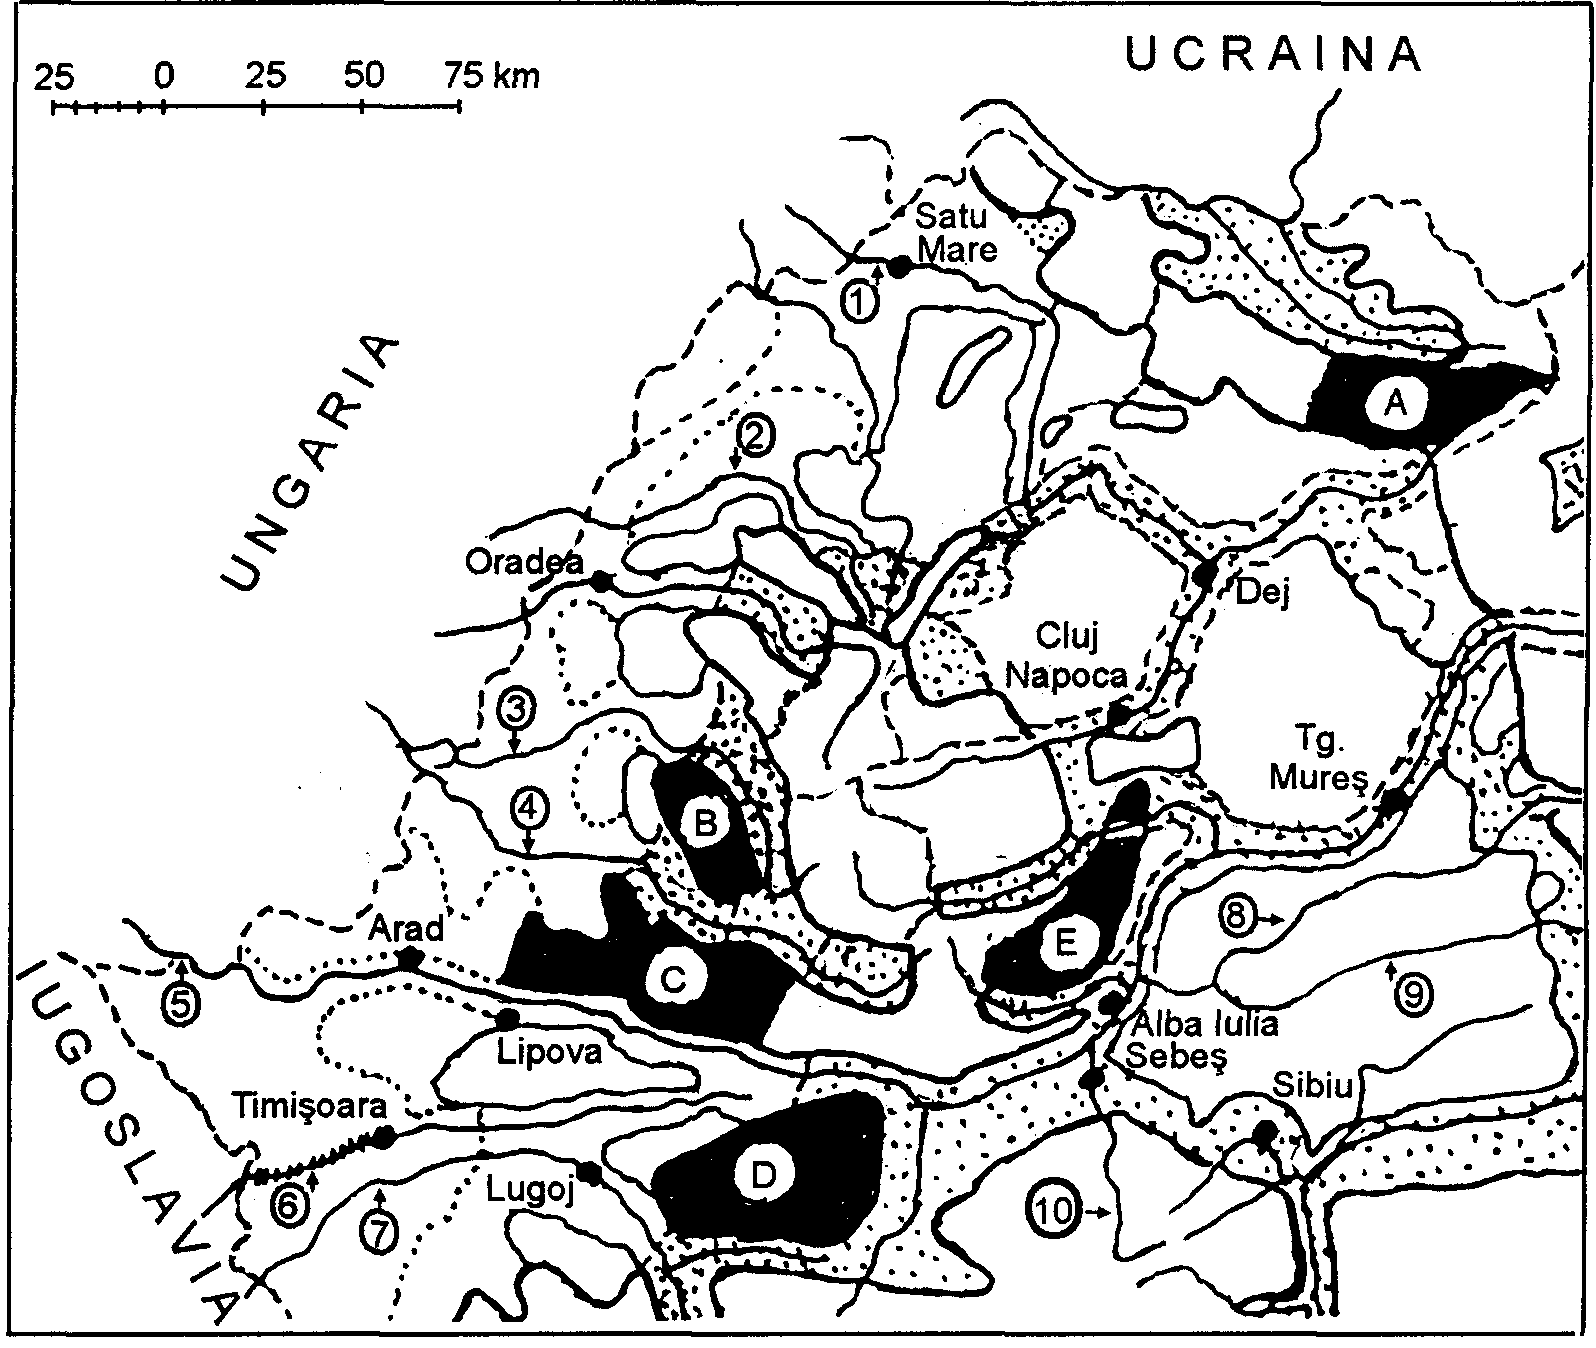 UCRAINA
25 0 25 50 75 km
Satu
Mare
1
UNGARIA
A
2
Oradea
Dej
Cluj
Napoca
3
Tg.
Mureş
4
B
8
Arad
E
C
5
9
Lipova
Alba Iulia
Sebeş
IUGOSLAVIA
Timişoara
Sibiu
D
Lugoj
6
7
10